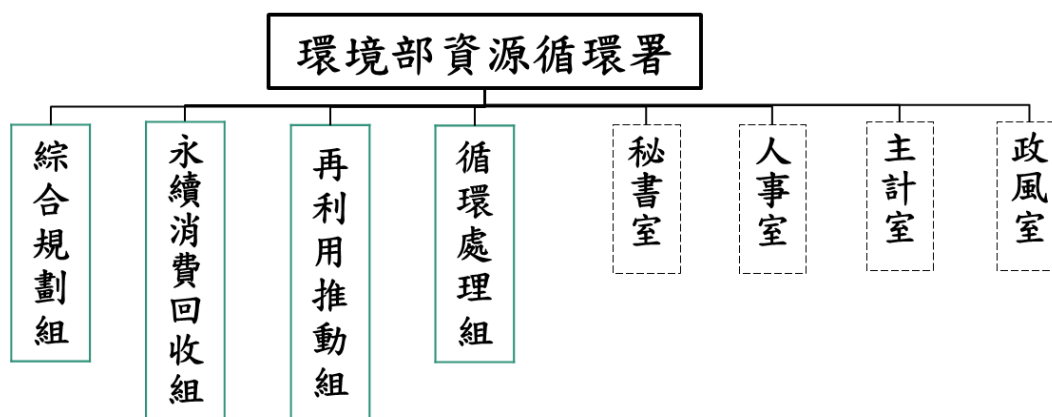 環境部資源循環署
綜合規劃組
永續消費回收組
再利用推動組
循環處理組
秘書室
人事室
主計室
政風室